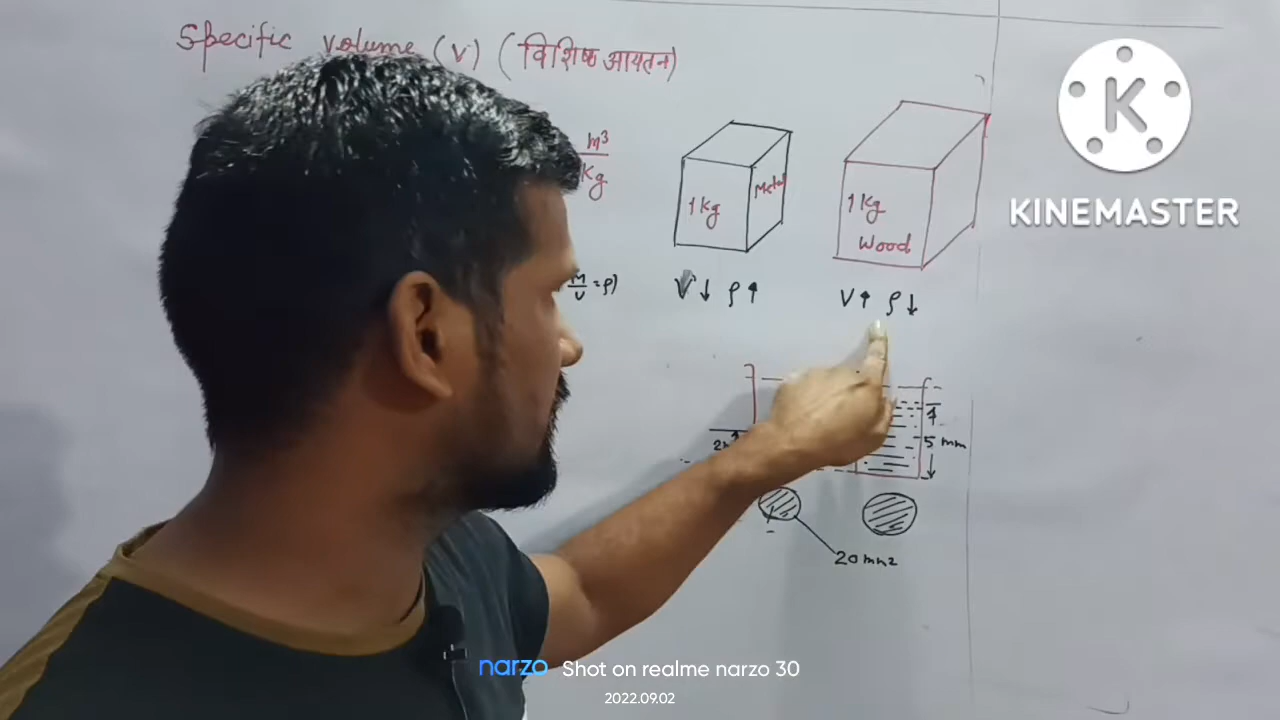 Specific volume (v) (विशिष्ट आयतन)
m³
Kg
M/V = ρ)
1 Kg
Metal
V ↓ ρ ↑
1 Kg
Wood
V ↑ ρ ↓
5 mm
20 mm2
K
KINEMASTER
narzo Shot on realme narzo 30
2022.09.02